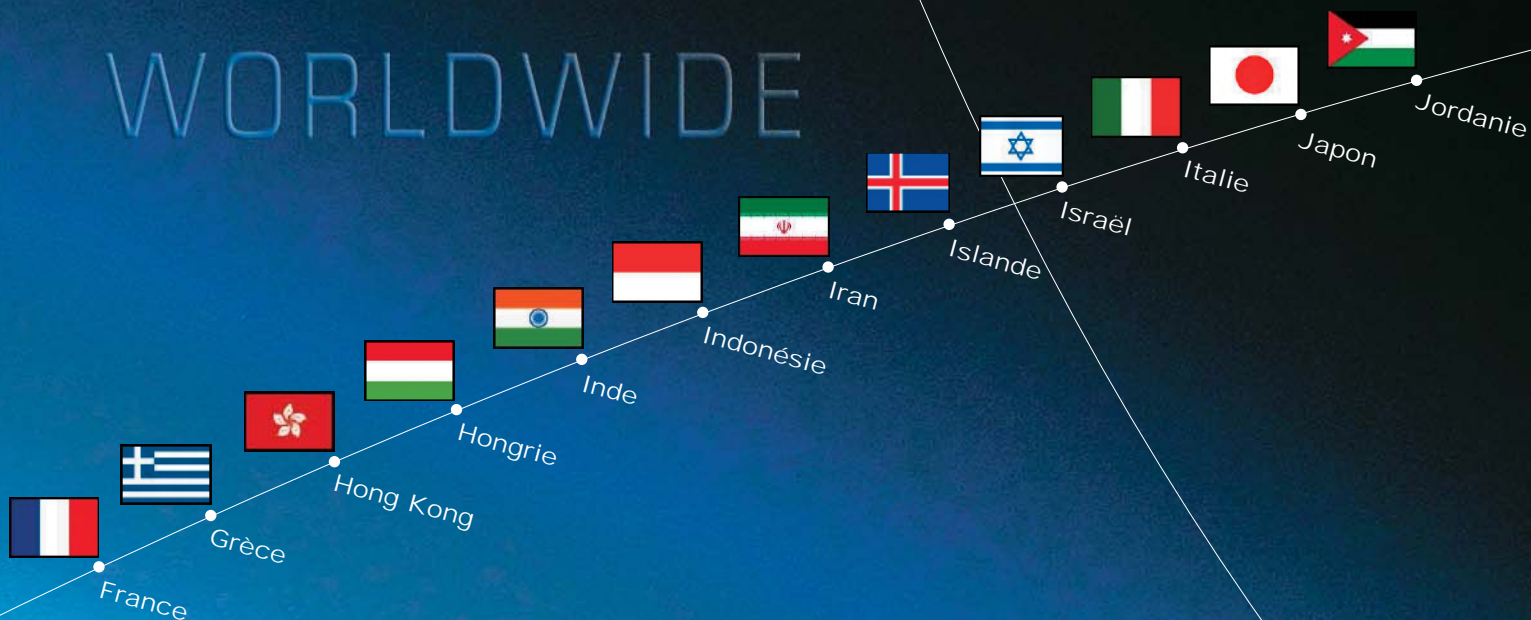 WORLDWIDE
France
Grèce
Hong Kong
Hongrie
Inde
Indonésie
Iran
Islande
Israël
Italie
Japon
Jordanie